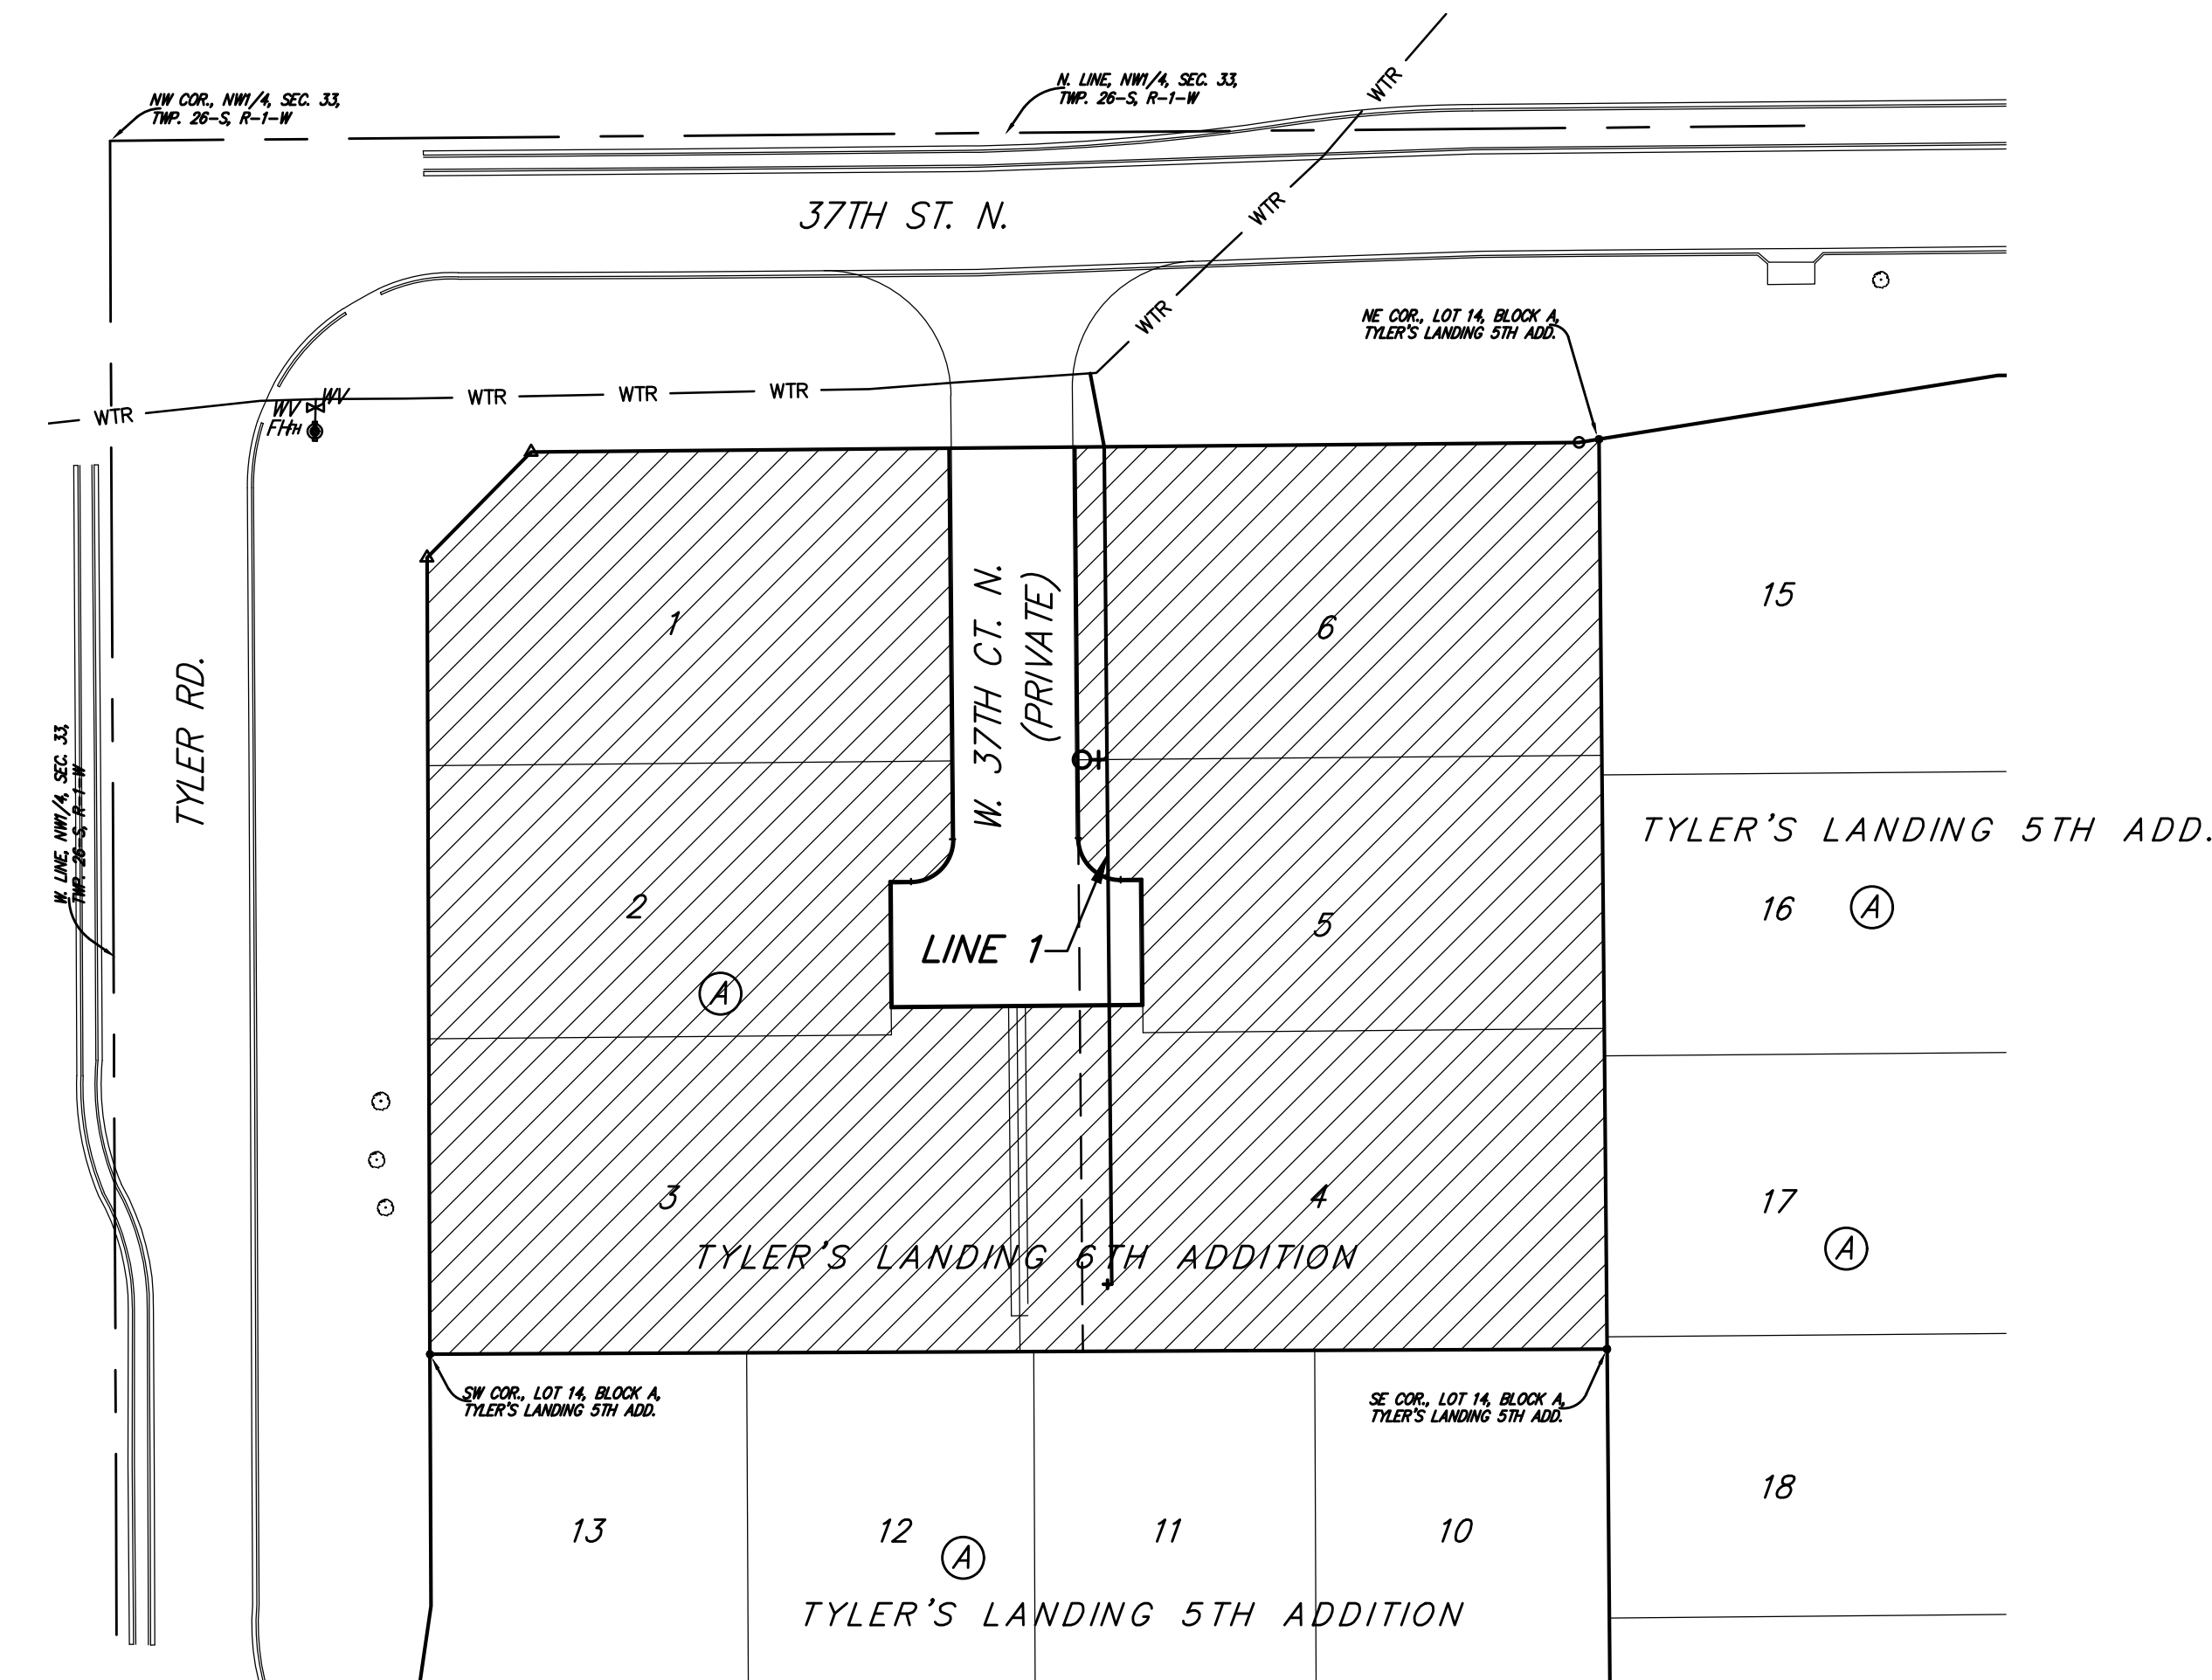 NW COR., NW1/4, SEC. 33,
TWP. 26-S, R-1-W
N. LINE, NW1/4, SEC. 33,
TWP. 26-S, R-1-W
WTR
37TH ST. N.
WTR
WTR
NE COR., LOT 14, BLOCK A,
TYLER'S LANDING 5TH ADD.
WTR
WV
WV
FH
FH
WTR
WTR
WTR
TYLER RD.
W. LINE, NW1/4, SEC. 33,
TWP. 26-S, R-1-W
1
W. 37TH CT. N.
(PRIVATE)
6
15
TYLER'S LANDING 5TH ADD.
2
5
16
A
LINE 1
A
3
4
17
A
TYLER'S LANDING 6TH ADDITION
SW COR., LOT 14, BLOCK A,
TYLER'S LANDING 5TH ADD.
SE COR., LOT 14, BLOCK A,
TYLER'S LANDING 5TH ADD.
18
13
12
11
10
A
TYLER'S LANDING 5TH ADDITION